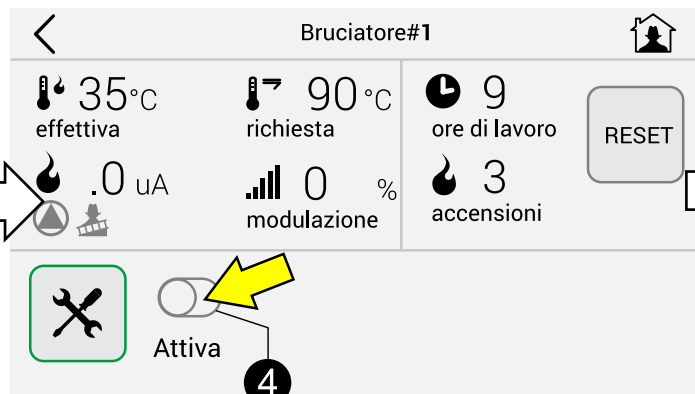 Bruciatore#1
35°C
effettiva
90°C
richiesta
9
ore di lavoro
RESET
.0 uA
0 %
modulazione
3
accensioni
Attiva
4